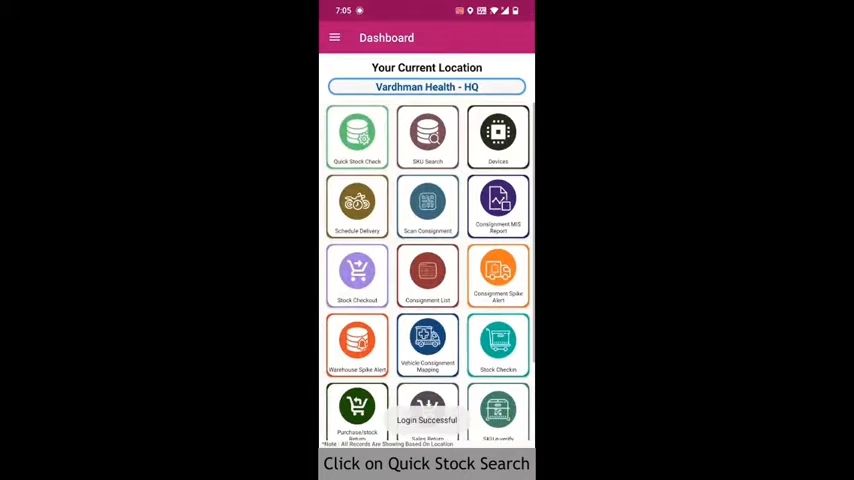 7:05
Dashboard
Your Current Location
Vardhman Health - HQ
Quick Stock Check
SKU Search
Devices
Schedule Delivery
Scan Consignment
Consignment MIS
Report
Stock Checkout
Consignment List
Consignment Spike
Alert
Warehouse Spike Alert
Vehicle Consignment
Mapping
Stock Checkin
Purchase/stock
Return
Sales Return
Login Successful
*Note : All Records Are Showing Based On Location
Click on Quick Stock Search